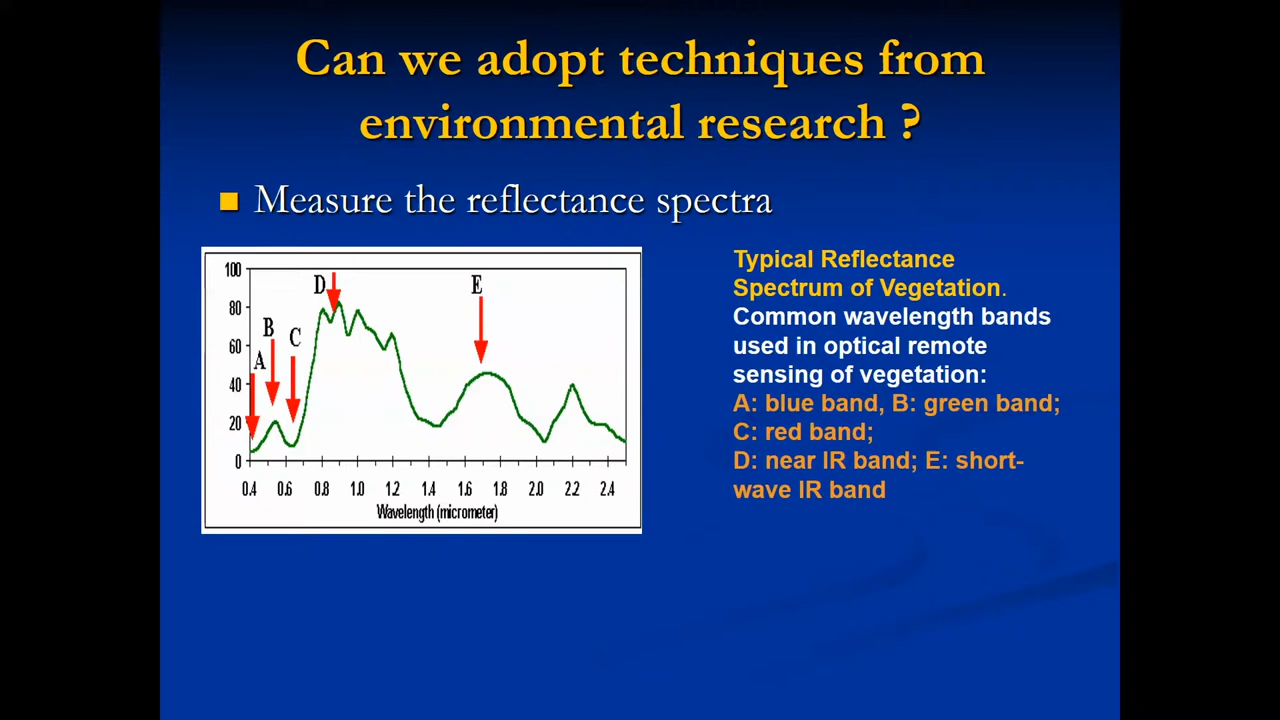 Can we adopt techniques from
environmental research ?
Measure the reflectance spectra
100
80
60
40
20
0
A
B
C
D
E
0.4 0.6 0.8 1.0 1.2 1.4 1.6 1.8 2.0 2.2 2.4
Wavelength (micrometer)
Typical Reflectance
Spectrum of Vegetation.
Common wavelength bands
used in optical remote
sensing of vegetation:
A: blue band, B: green band;
C: red band;
D: near IR band; E: short-
wave IR band